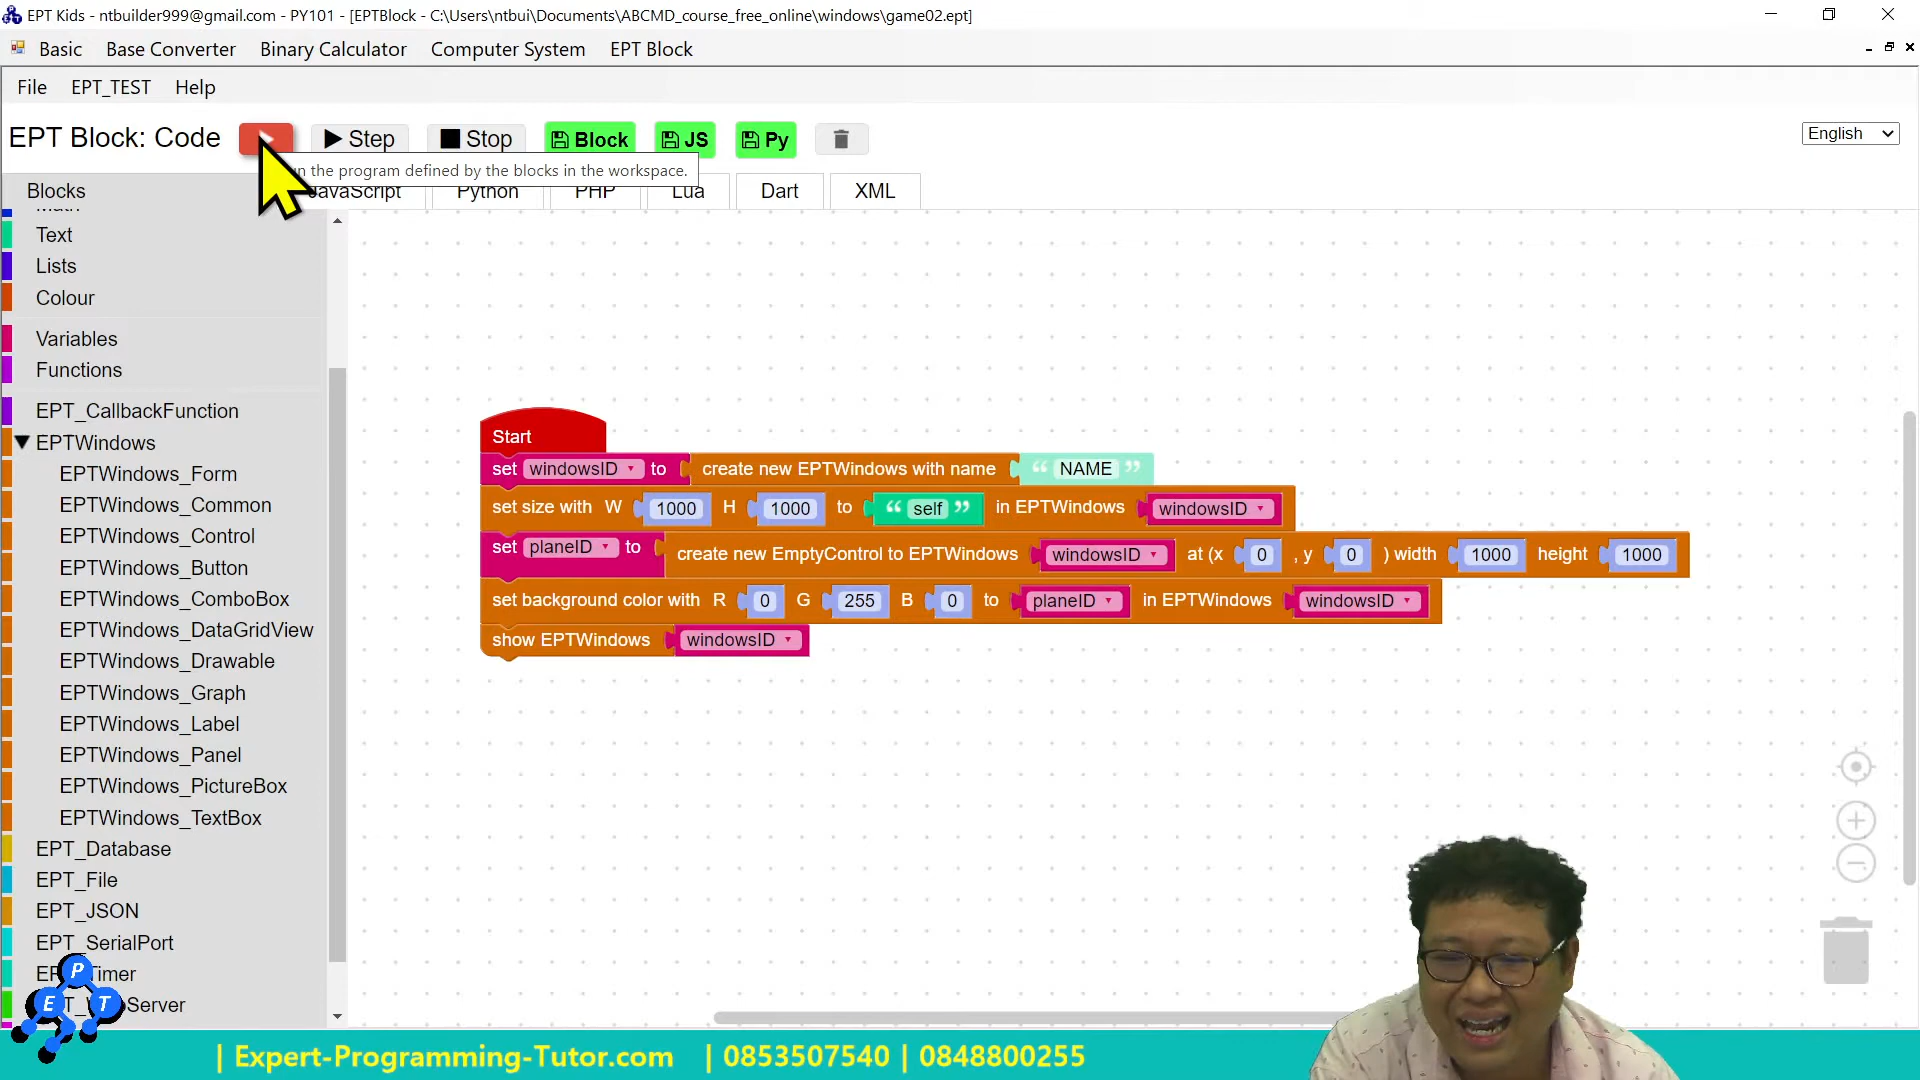 EPT Kids - ntbuilder999@gmail.com - PY101 - [EPTBlock - C:\Users\ntbui\Documents\ABCMD_course_free_online\windows\game02.ept]
Basic Base Converter Binary Calculator Computer System EPT Block
File EPT_TEST Help
EPT Block: Code Step Stop Block JS Py English
the program defined by the blocks in the workspace.
Blocks JavaScript Python PHP Lua Dart XML
Math
Text
Lists
Colour
Variables
Functions
EPT_CallbackFunction
EPTWindows
EPTWindows_Form
EPTWindows_Common
EPTWindows_Control
EPTWindows_Button
EPTWindows_ComboBox
EPTWindows_DataGridView
EPTWindows_Drawable
EPTWindows_Graph
EPTWindows_Label
EPTWindows_Panel
EPTWindows_PictureBox
EPTWindows_TextBox
EPT_Database
EPT_File
EPT_JSON
EPT_SerialPort
Timer
Server
Start
set windowsID to create new EPTWindows with name “ NAME ”
set size with W 1000 H 1000 to “ self ” in EPTWindows windowsID
set planeID to create new EmptyControl to EPTWindows windowsID at (x 0 , y 0 ) width 1000 height 1000
set background color with R 0 G 255 B 0 to planeID in EPTWindows windowsID
show EPTWindows windowsID
P
E T
| Expert-Programming-Tutor.com | 0853507540 | 0848800255